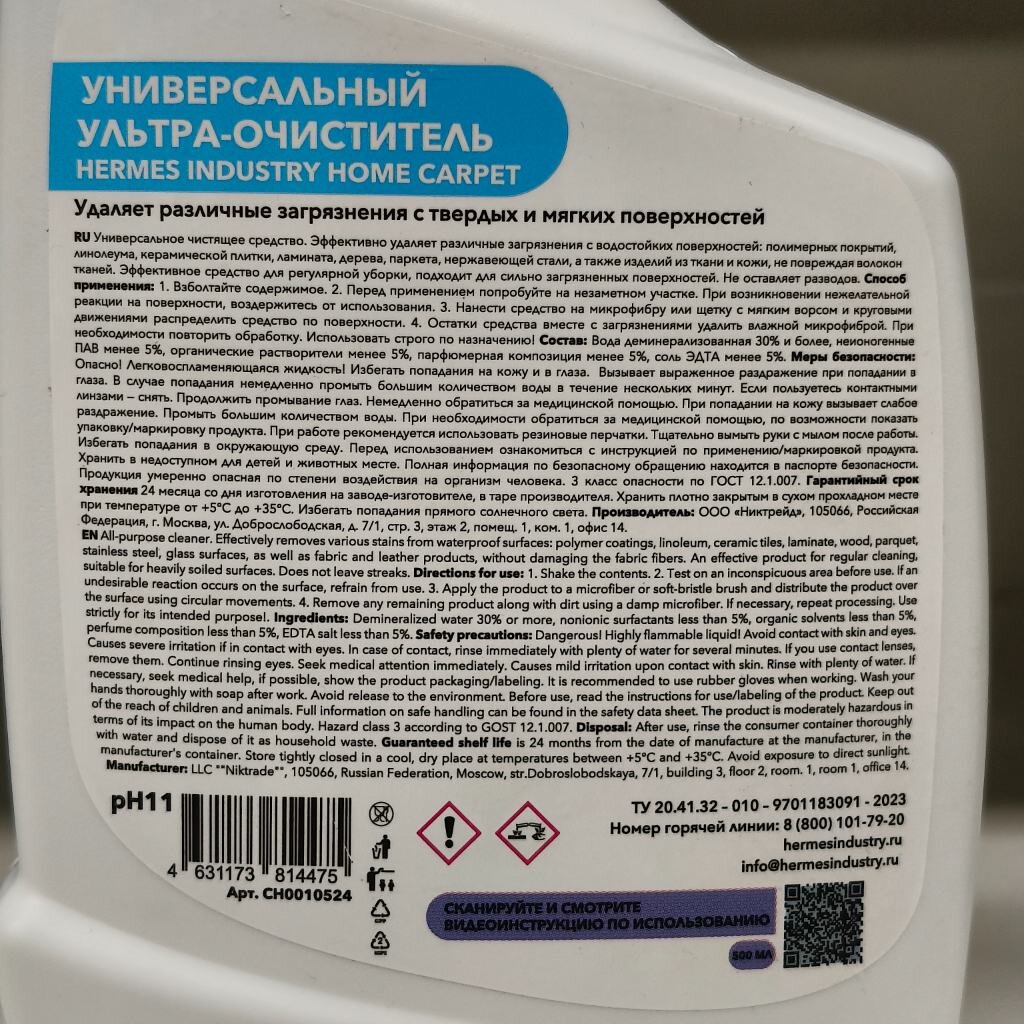 УНИВЕРСАЛЬНЫЙ
УЛЬТРА-ОЧИСТИТЕЛЬ
HERMES INDUSTRY HOME CARPET
Удаляет различные загрязнения с твердых и мягких поверхностей
RU Универсальное чистящее средство. Эффективно удаляет различные загрязнения с водостойких поверхностей: полимерных покрытий,
линолеума, керамической плитки, ламината, дерева, паркета, нержавеющей стали, а также изделий из ткани и кожи, не повреждая волокон
тканей. Эффективное средство для регулярной уборки, подходит для сильно загрязненных поверхностей. Не оставляет разводов. Способ
применения: 1. Взболтайте содержимое. 2. Перед применением попробуйте на незаметном участке. При возникновении нежелательной
реакции на поверхности, воздержитесь от использования. 3. Нанести средство на микрофибру или щетку с мягким ворсом и круговыми
движениями распределить средство по поверхности. 4. Остатки средства вместе с загрязнениями удалить влажной микрофиброй. При
необходимости повторить обработку. Использовать строго по назначению! Состав: Вода деминерализованная 30% и более, неионогенные
ПАВ менее 5%, органические растворители менее 5%, парфюмерная композиция менее 5%, соль ЭДТА менее 5%. Меры безопасности:
Опасно! Легковоспламеняющаяся жидкость! Избегать попадания на кожу и в глаза. Вызывает выраженное раздражение при попадании в
глаза. В случае попадания немедленно промыть большим количеством воды в течение нескольких минут. Если пользуетесь контактными
линзами – снять. Продолжить промывание глаз. Немедленно обратиться за медицинской помощью. При попадании на кожу вызывает слабое
раздражение. Промыть большим количеством воды. При необходимости обратиться за медицинской помощью, по возможности показать
упаковку/маркировку продукта. При работе рекомендуется использовать резиновые перчатки. Тщательно вымыть руки с мылом после работы.
Избегать попадания в окружающую среду. Перед использованием ознакомиться с инструкцией по применению/маркировкой продукта.
Хранить в недоступном для детей и животных месте. Полная информация по безопасному обращению находится в паспорте безопасности.
Продукция умеренно опасная по степени воздействия на организм человека. 3 класс опасности по ГОСТ 12.1.007. Гарантийный срок
хранения 24 месяца со дня изготовления на заводе-изготовителе, в таре производителя. Хранить плотно закрытым в сухом прохладном месте
при температуре от +5°С до +35°С. Избегать попадания прямого солнечного света. Производитель: ООО «Никтрейд», 105066, Российская
Федерация, г. Москва, ул. Доброслободская, д. 7/1, стр. 3, этаж 2, помещ. 1, ком. 1, офис 14.
EN All-purpose cleaner. Effectively removes various stains from waterproof surfaces: polymer coatings, linoleum, ceramic tiles, laminate, wood, parquet,
stainless steel, glass surfaces, as well as fabric and leather products, without damaging the fabric fibers. An effective product for regular cleaning,
suitable for heavily soiled surfaces. Does not leave streaks. Directions for use: 1. Shake the contents. 2. Test on an inconspicuous area before use. If an
undesirable reaction occurs on the surface, refrain from use. 3. Apply the product to a microfiber or soft-bristle brush and distribute the product over
the surface using circular movements. 4. Remove any remaining product along with dirt using a damp microfiber. If necessary, repeat processing. Use
strictly for its intended purpose!. Ingredients: Demineralized water 30% or more, nonionic surfactants less than 5%, organic solvents less than 5%,
perfume composition less than 5%, EDTA salt less than 5%. Safety precautions: Dangerous! Highly flammable liquid! Avoid contact with skin and eyes.
Causes severe irritation if in contact with eyes. In case of contact, rinse immediately with plenty of water for several minutes. If you use contact lenses,
remove them. Continue rinsing eyes. Seek medical attention immediately. Causes mild irritation upon contact with skin. Rinse with plenty of water. If
necessary, seek medical help, if possible, show the product packaging/labeling. It is recommended to use rubber gloves when working. Wash your
hands thoroughly with soap after work. Avoid release to the environment. Before use, read the instructions for use/labeling of the product. Keep out
of the reach of children and animals. Full information on safe handling can be found in the safety data sheet. The product is moderately hazardous in
terms of its impact on the human body. Hazard class 3 according to GOST 12.1.007. Disposal: After use, rinse the consumer container thoroughly
with water and dispose of it as household waste. Guaranteed shelf life is 24 months from the date of manufacture at the manufacturer, in the
manufacturer's container. Store tightly closed in a cool, dry place at temperatures between +5°C and +35°C. Avoid exposure to direct sunlight.
Manufacturer: LLC ""Niktrade"", 105066, Russian Federation, Moscow, str.Dobroslobodskaya, 7/1, building 3, floor 2, room. 1, room 1, office 14.
pH11
4 631173 814475
Арт. CH0010524
ТУ 20.41.32 – 010 – 9701183091 - 2023
Номер горячей линии: 8 (800) 101-79-20
hermesindustry.ru
info@hermesindustry.ru
СКАНИРУЙТЕ И СМОТРИТЕ
ВИДЕОИНСТРУКЦИЮ ПО ИСПОЛЬЗОВАНИЮ
500 МЛ